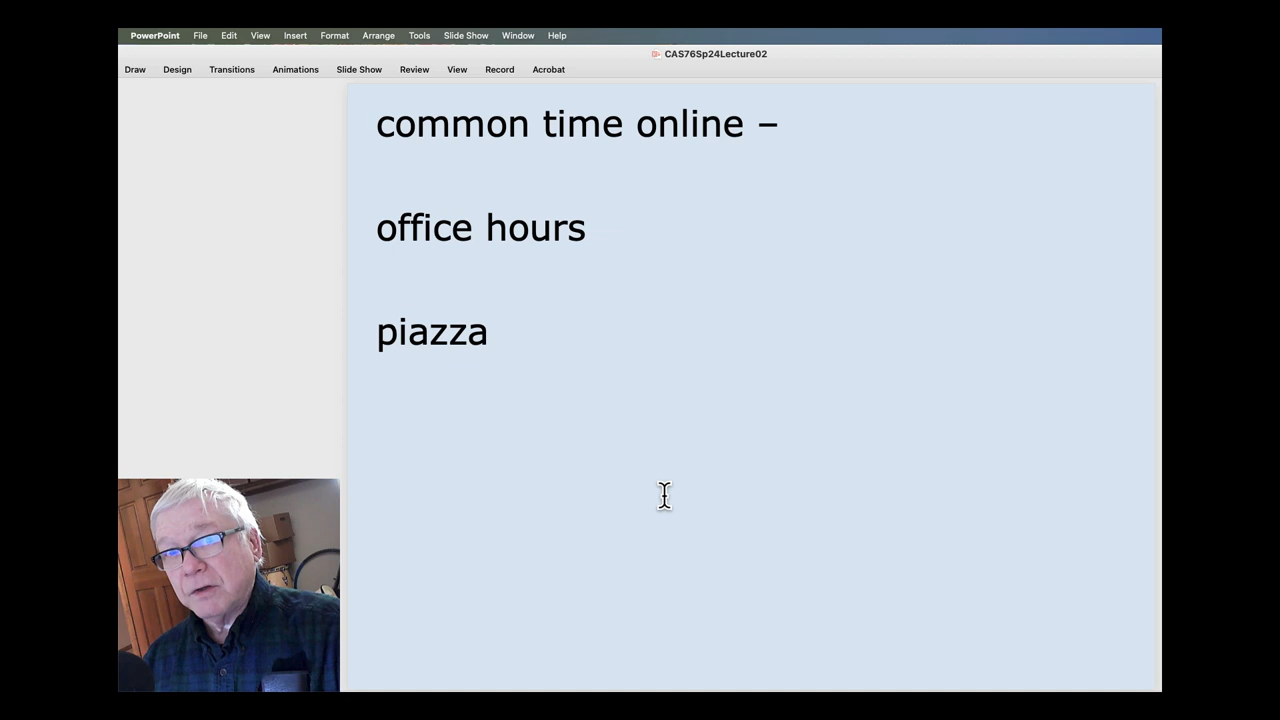 PowerPoint File Edit View Insert Format Arrange Tools Slide Show Window Help
CAS76Sp24Lecture02
Draw Design Transitions Animations Slide Show Review View Record Acrobat
common time online –
office hours
piazza